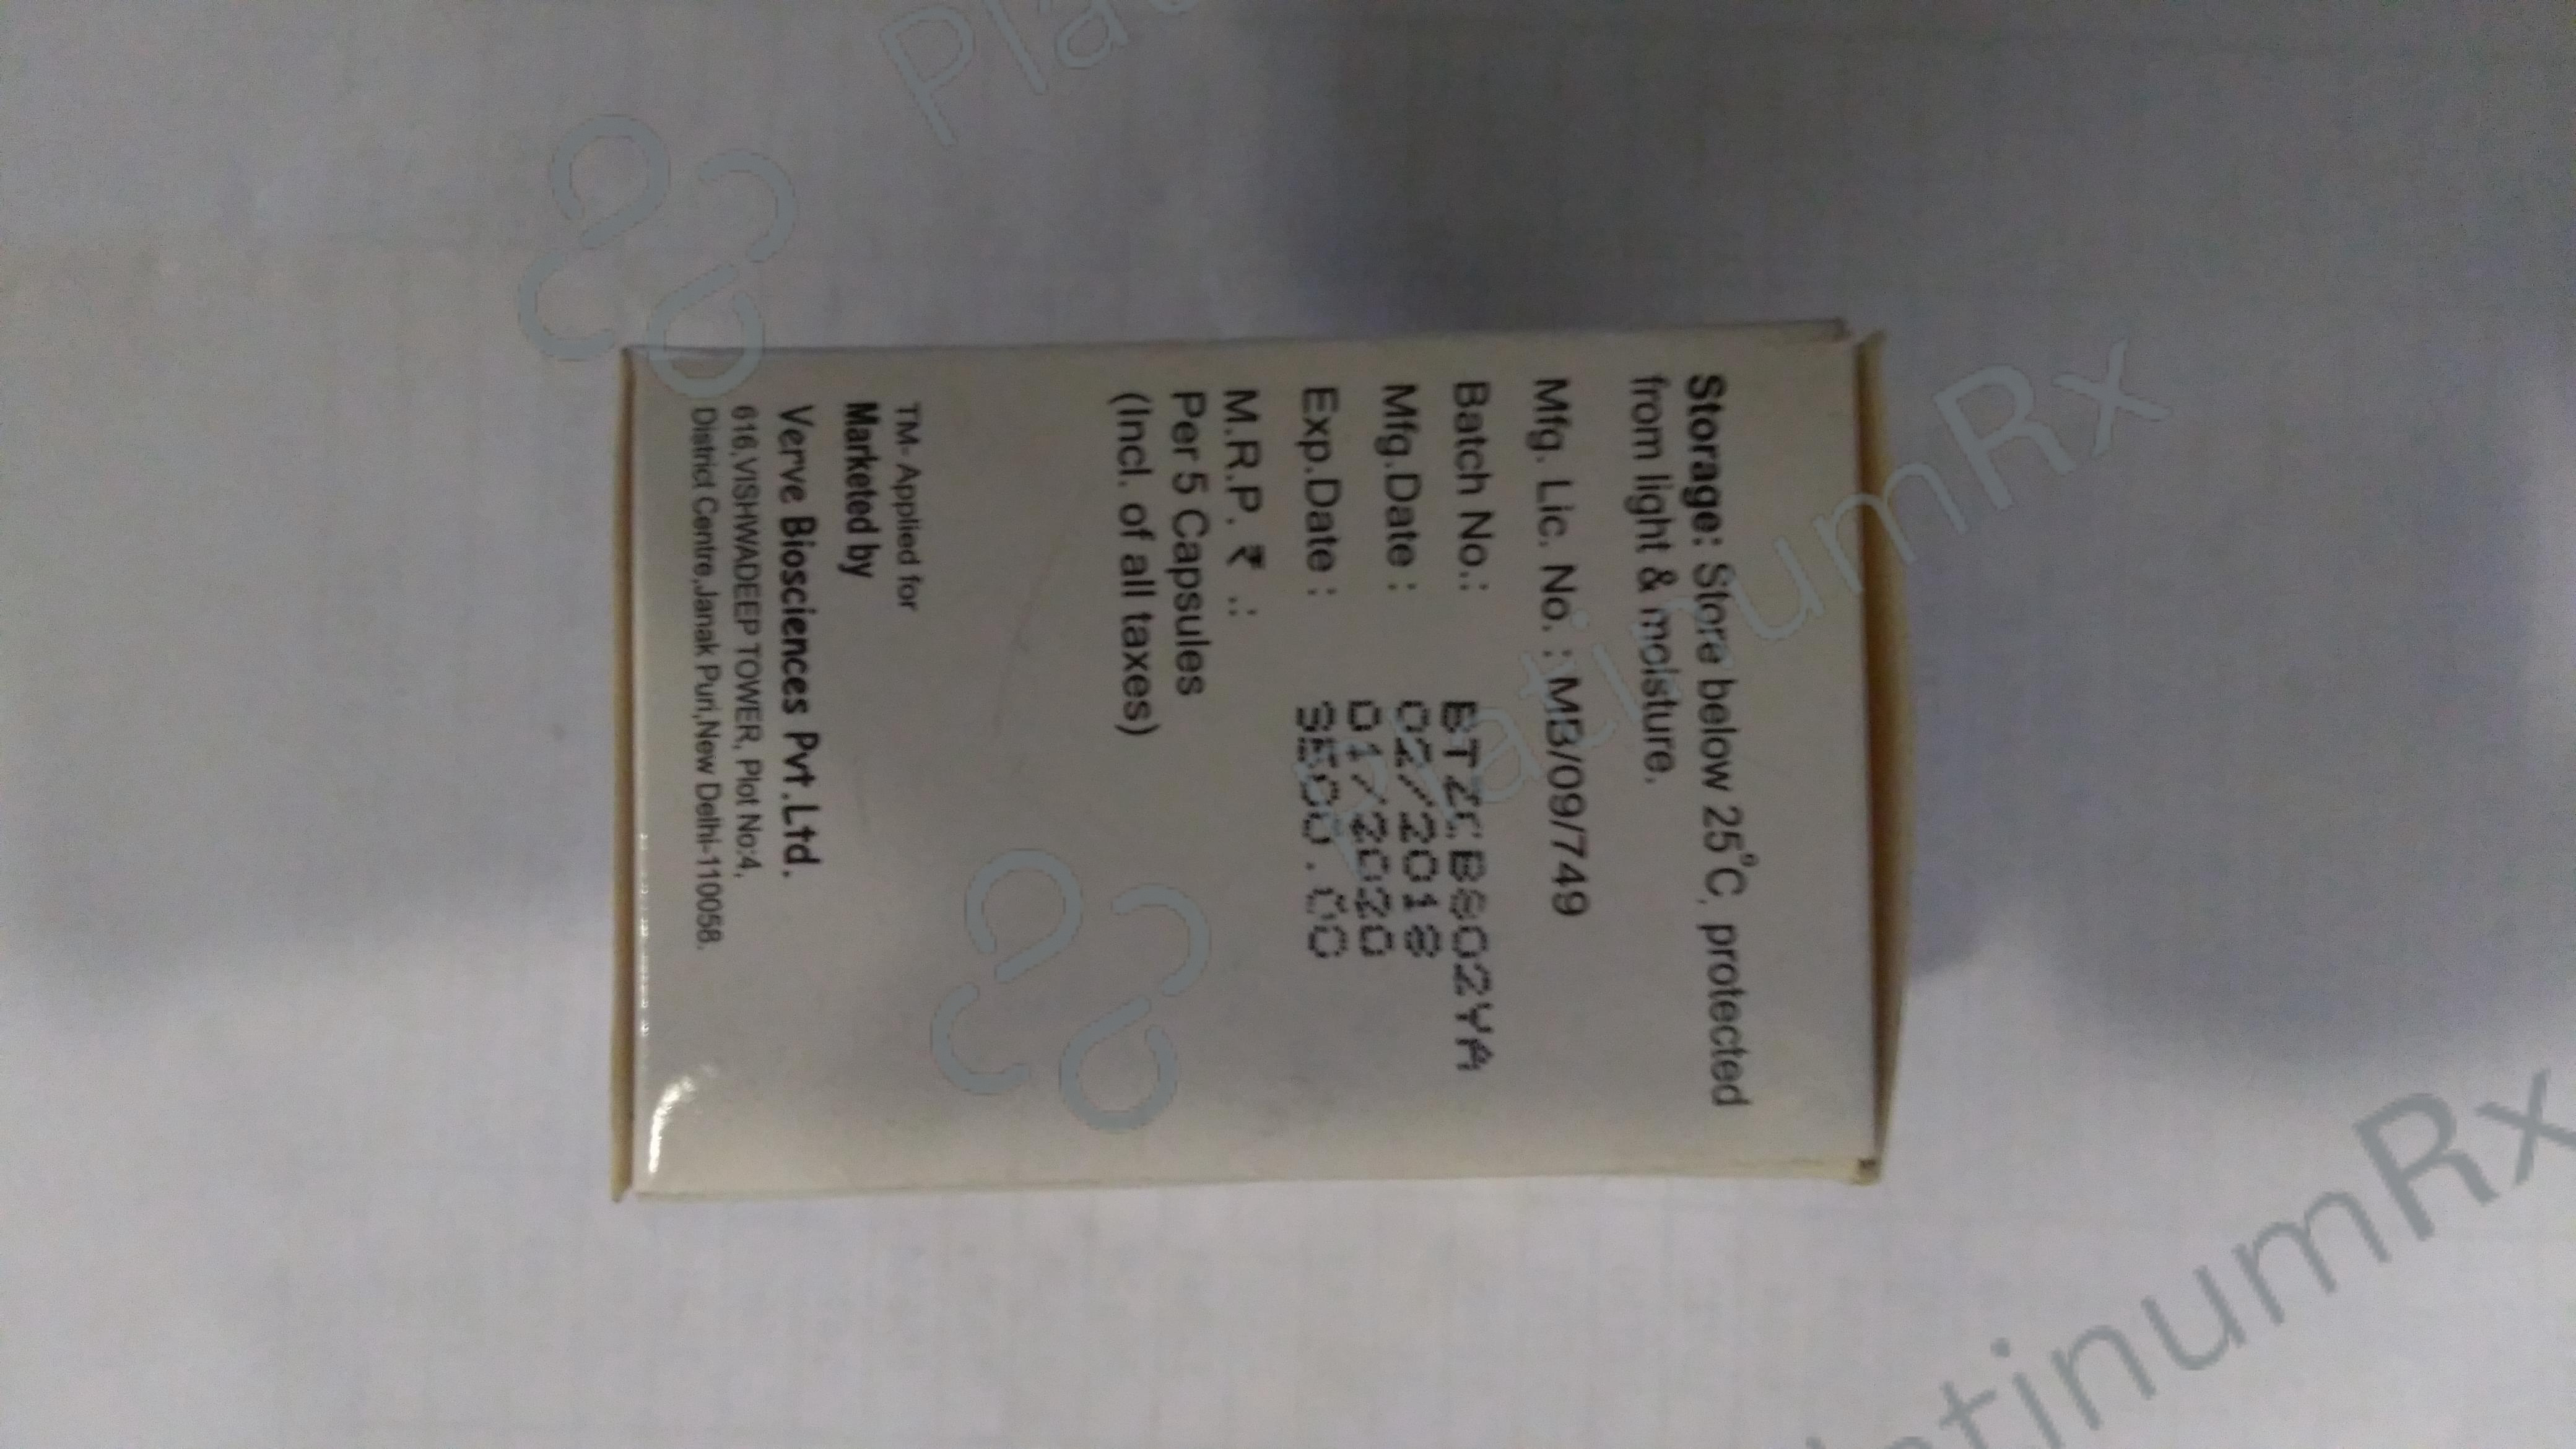 Storage: Store below 25°C, protected
from light & moisture.
Mfg. Lic. No. : MB/09/749
Batch No.:
Mfg.Date : 02/2018
Exp.Date : 01/2020
M.R.P. ₹ .: 3500.00
Per 5 Capsules
(Incl. of all taxes)
TM- Applied for
Marketed by
Verve Biosciences Pvt.Ltd.
616,VISHWADEEP TOWER, Plot No:4,
District Centre,Janak Puri,New Delhi-110058.
PlatinumRx